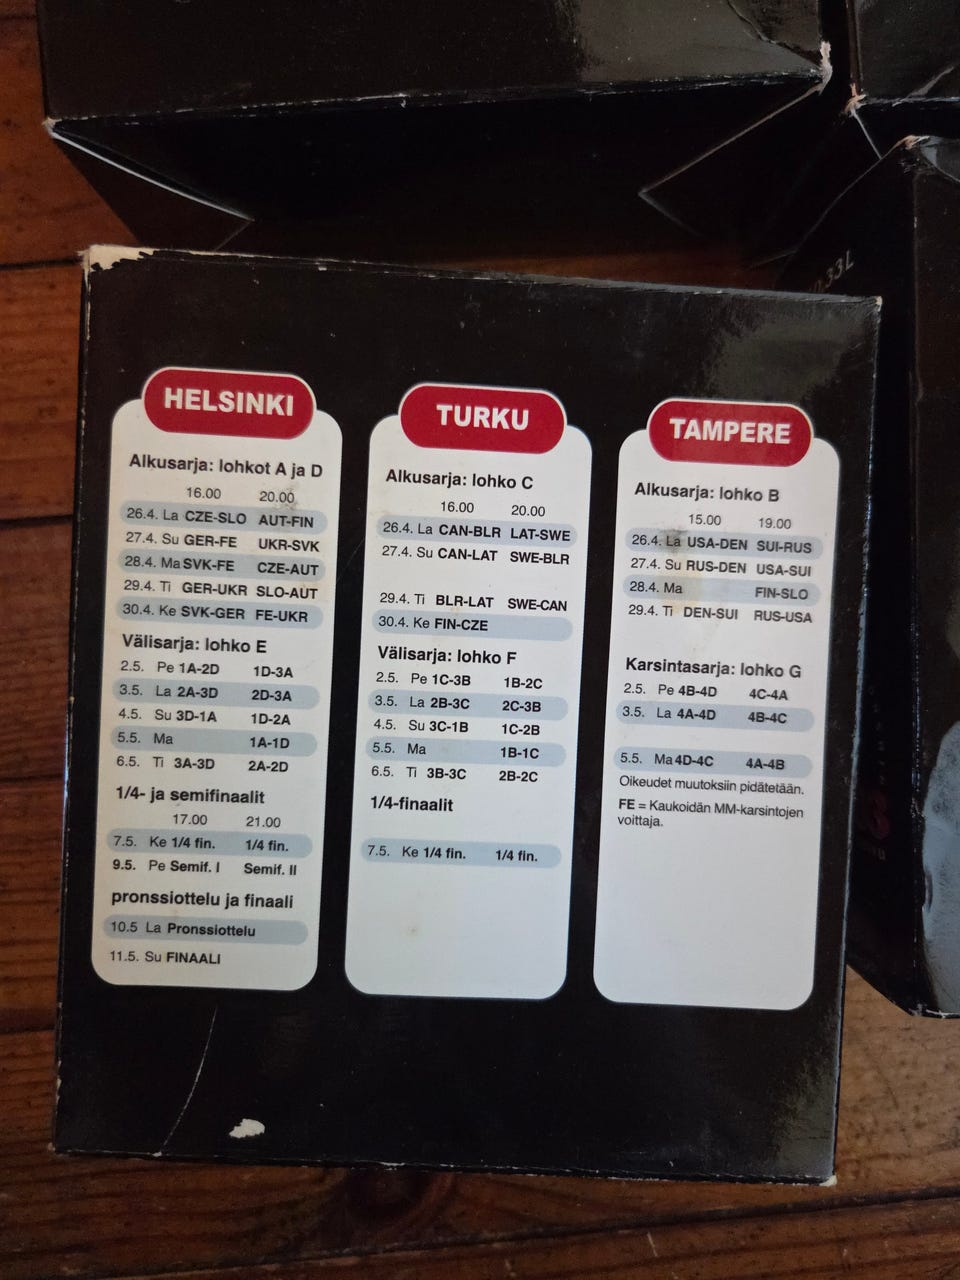 HELSINKI
Alkusarja: lohkot A ja D
16.00 20.00
26.4. La CZE-SLO AUT-FIN
27.4. Su GER-FE UKR-SVK
28.4. Ma SVK-FE CZE-AUT
29.4. Ti GER-UKR SLO-AUT
30.4. Ke SVK-GER FE-UKR
Välisarja: lohko E
2.5. Pe 1A-2D 1D-3A
3.5. La 2A-3D 2D-3A
4.5. Su 3D-1A 1D-2A
5.5. Ma 1A-1D
6.5. Ti 3A-3D 2A-2D
1/4- ja semifinaalit
17.00 21.00
7.5. Ke 1/4 fin. 1/4 fin.
9.5. Pe Semif. I Semif. II
pronssiottelu ja finaali
10.5 La Pronssiottelu
11.5. Su FINAALI
TURKU
Alkusarja: lohko C
16.00 20.00
26.4. La CAN-BLR LAT-SWE
27.4. Su CAN-LAT SWE-BLR
29.4. Ti BLR-LAT SWE-CAN
30.4. Ke FIN-CZE
Välisarja: lohko F
2.5. Pe 1C-3B 1B-2C
3.5. La 2B-3C 2C-3B
4.5. Su 3C-1B 1C-2B
5.5. Ma 1B-1C
6.5. Ti 3B-3C 2B-2C
1/4-finaalit
7.5. Ke 1/4 fin. 1/4 fin.
TAMPERE
Alkusarja: lohko B
15.00 19.00
26.4. La USA-DEN SUI-RUS
27.4. Su RUS-DEN USA-SUI
28.4. Ma FIN-SLO
29.4. Ti DEN-SUI RUS-USA
Karsintasarja: lohko G
2.5. Pe 4B-4D 4C-4A
3.5. La 4A-4D 4B-4C
5.5. Ma 4D-4C 4A-4B
Oikeudet muutoksiin pidätetään.
FE = Kaukoidän MM-karsintojen
voittaja.